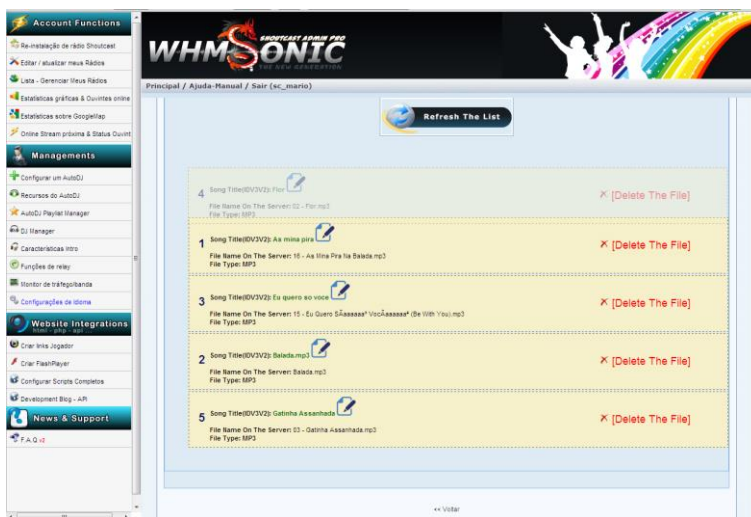 Account Functions
Re-instalação de rádio Shoutcast
Editar / atualizar meus Rádios
Lista - Gerenciar Meus Rádios
Estatísticas gráficas & Ouvintes online
Estatísticas sobre GoogleMap
Online Stream próxima & Status Ouvint
Managements
Configurar um AutoDJ
Recursos do AutoDJ
AutoDJ Playlist Manager
DJ Manager
Características intro
Funções de relay
Monitor de tráfego/banda
Configurações de Idioma
Website Integrations
html - php - api
Criar links Jogador
Criar FlashPlayer
Configurar Scripts Completos
Development Blog - API
News & Support
F.A.Q v2
SHOUTCAST ADMIN PRO
WHMSONIC
THE NEW GENERATION
Principal / Ajuda-Manual / Sair (sc_mario)
Refresh The List
4 Song Title(IDV3V2): Flor
File Name On The Server: 02 - Flor.mp3
File Type: MP3
✕ [Delete The File]
1 Song Title(IDV3V2): As mina pira
File Name On The Server: 16 - As Mina Pira Na Balada.mp3
File Type: MP3
✕ [Delete The File]
3 Song Title(IDV3V2): Eu quero so voce
File Name On The Server: 15 - Eu Quero SÃaaaaaaª VocÃaaaaaaª (Be With You).mp3
File Type: MP3
✕ [Delete The File]
2 Song Title(IDV3V2): Balada.mp3
File Name On The Server: Balada.mp3
File Type: MP3
✕ [Delete The File]
5 Song Title(IDV3V2): Gatinha Assanhada
File Name On The Server: 03 - Gatinha Assanhada.mp3
File Type: MP3
✕ [Delete The File]
<< Voltar